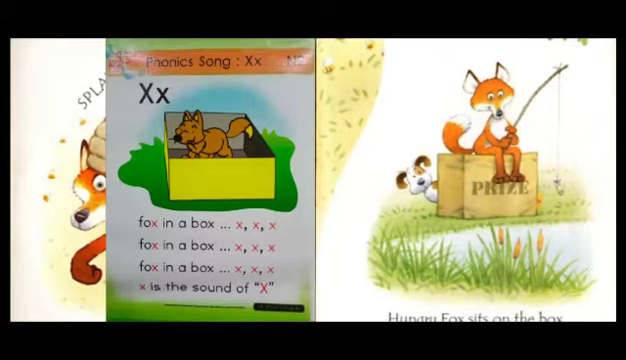 SPLA
Phonics Song : Xx
Xx
fox in a box ... x, x, x
fox in a box ... x, x, x
fox in a box ... x, x, x
x is the sound of "X"
PRIZE
Hungry Fox sits on the box